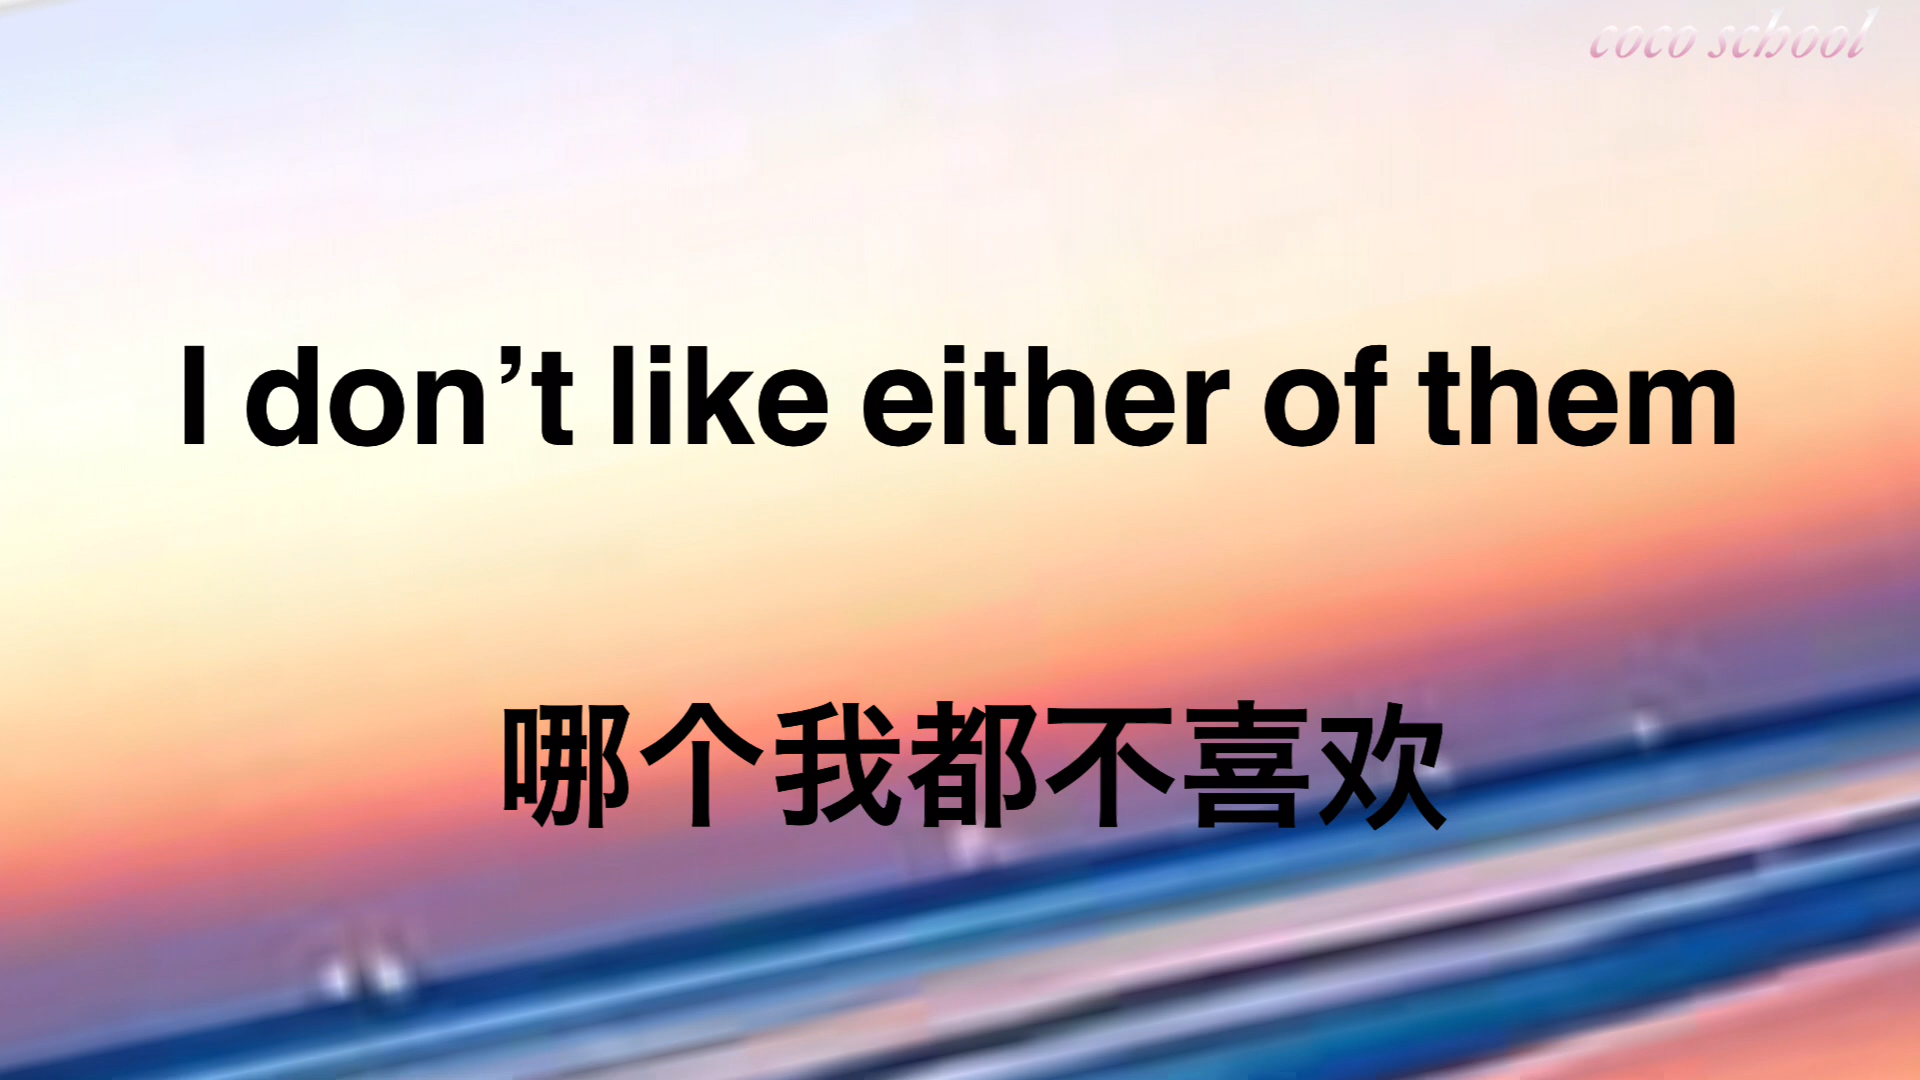 coco school
I don’t like either of them
哪个我都不喜欢